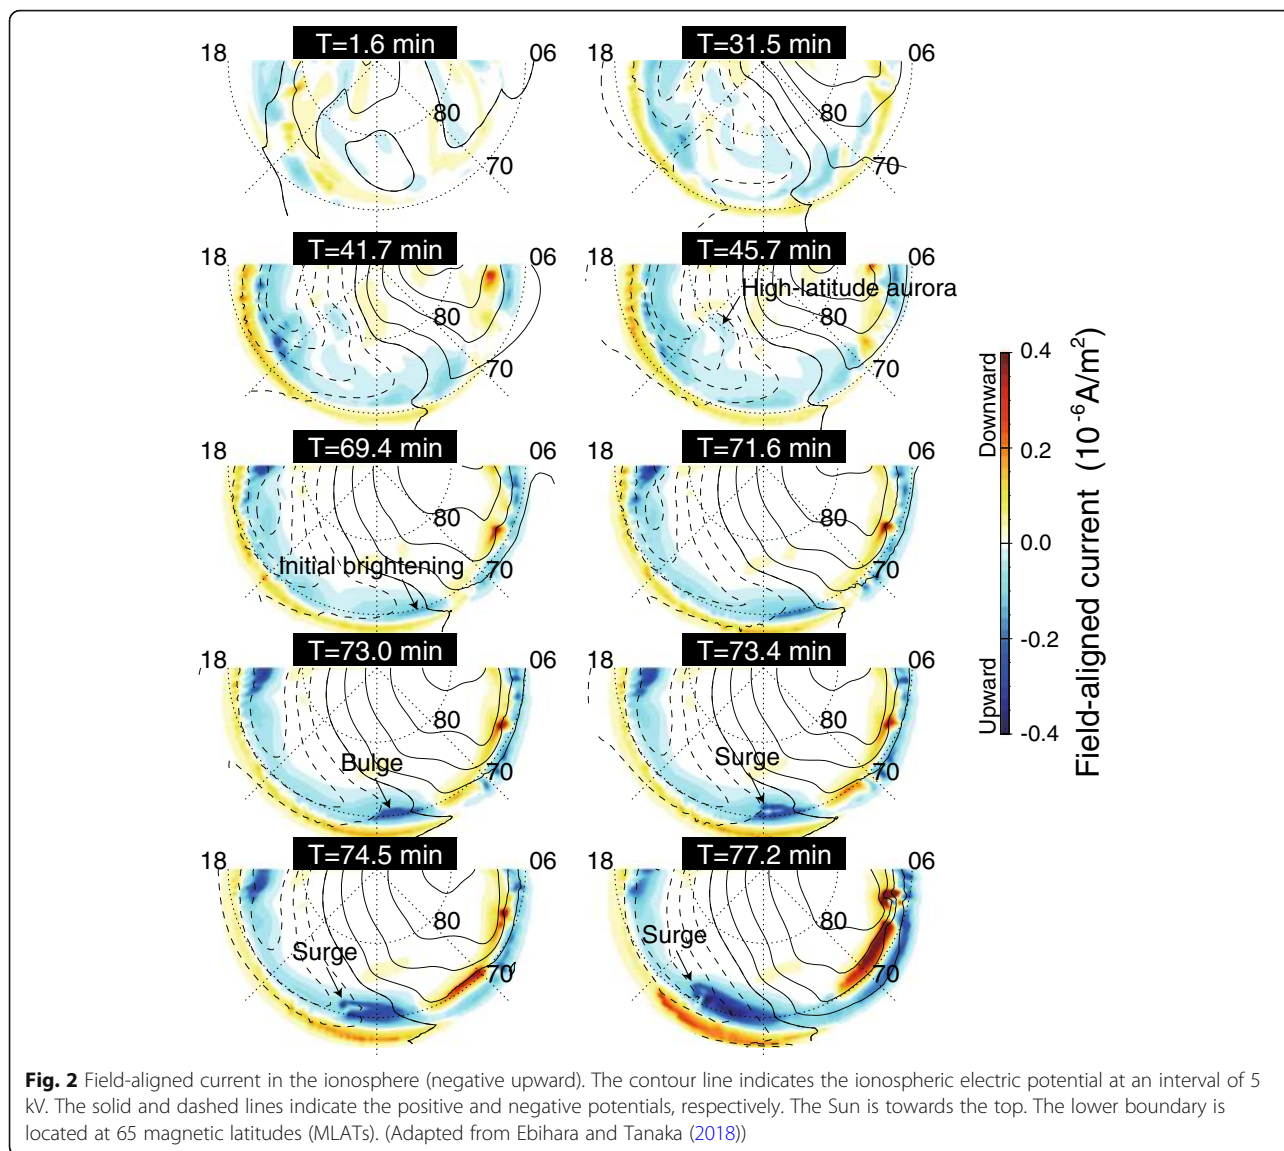 T=1.6 min
18
06
80
70
T=31.5 min
18
06
80
70
T=41.7 min
18
06
80
70
T=45.7 min
18
06
High-latitude aurora
80
70
T=69.4 min
18
06
80
Initial brightening
70
T=71.6 min
18
06
80
70
T=73.0 min
18
06
80
Bulge
70
T=73.4 min
18
06
80
Surge
70
T=74.5 min
18
06
80
Surge
70
T=77.2 min
18
06
80
Surge
70
0.4
0.2
0.0
-0.2
-0.4
Downward
Upward
Field-aligned current (10-6A/m2)
Fig. 2 Field-aligned current in the ionosphere (negative upward). The contour line indicates the ionospheric electric potential at an interval of 5
kV. The solid and dashed lines indicate the positive and negative potentials, respectively. The Sun is towards the top. The lower boundary is
located at 65 magnetic latitudes (MLATs). (Adapted from Ebihara and Tanaka (2018))